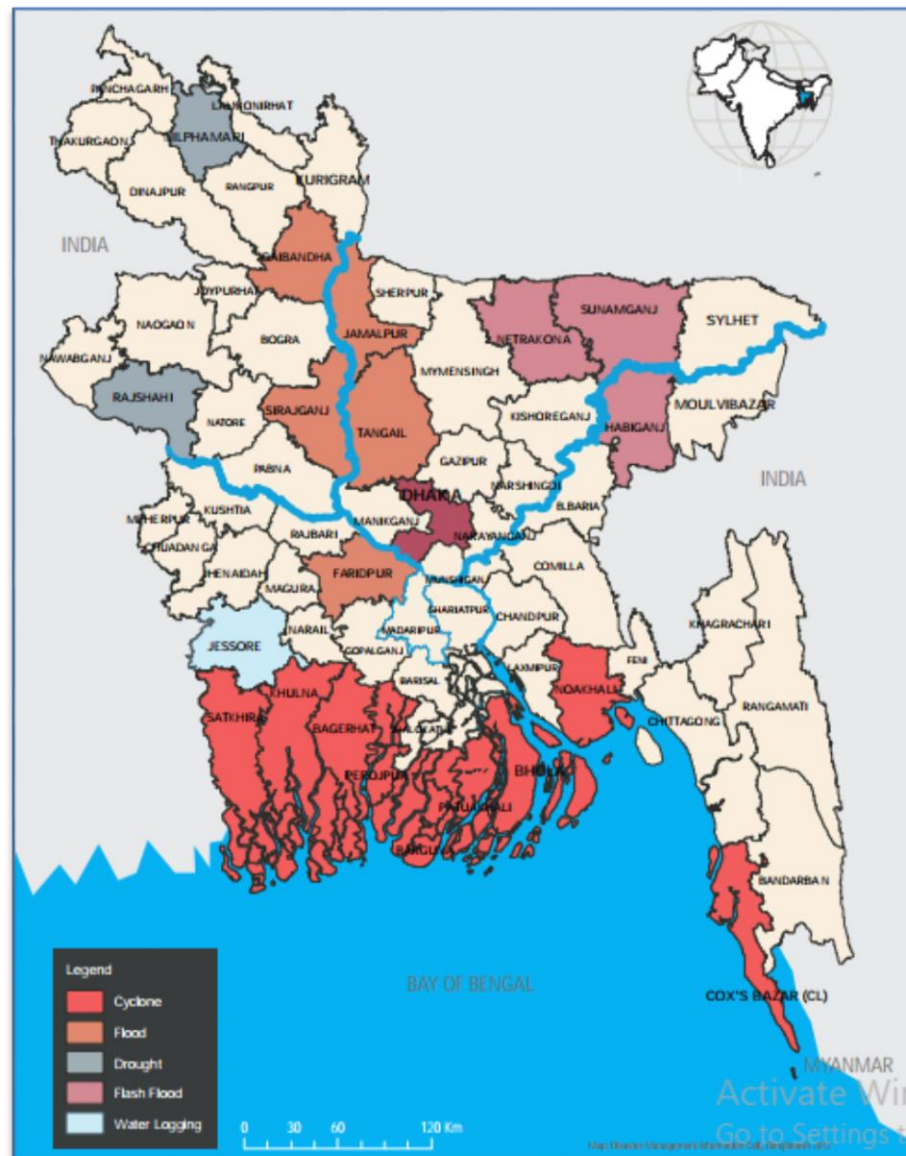 PANCHAGARH
LALMONIRHAT
THAKURGAON
NILPHAMARI
DINAJPUR
RANGPUR
KURIGRAM
INDIA
GAIBANDHA
JOYPURHAT
SHERPUR
NAOGAON
BOGRA
JAMALPUR
NETRAKONA
SUNAMGANJ
SYLHET
NAWABGANJ
MYMENSINGH
RAJSHAHI
NATORE
SIRAJGANJ
TANGAIL
KISHOREGANJ
HABIGANJ
MOULVIBAZAR
PABNA
GAZIPUR
NARSHINGDI
INDIA
DHAKA
B.BARIA
KUSHTIA
MANIKGANJ
MEHERPUR
RAJBARI
NARAYANGANJ
CHUADANGA
JHENAIDAH
MAGURA
FARIDPUR
MUNSHIGANJ
COMILLA
SHARIATPUR
CHANDPUR
KHAGRACHARI
JESSORE
NARAIL
MADARIPUR
GOPALGANJ
LAXMIPUR
FENI
BARISAL
SATKHIRA
KHULNA
BAGERHAT
NOAKHALI
RANGAMATI
CHITTAGONG
JHALOKATI
PEROJPUR
BHOLA
PATUAKHALI
BARGUNA
BANDARBAN
Legend
Cyclone
Flood
Drought
Flash Flood
Water Logging
BAY OF BENGAL
COX'S BAZAR (CL)
MYANMAR
Activate Win
Go to Settings t
0 30 60 120 Km